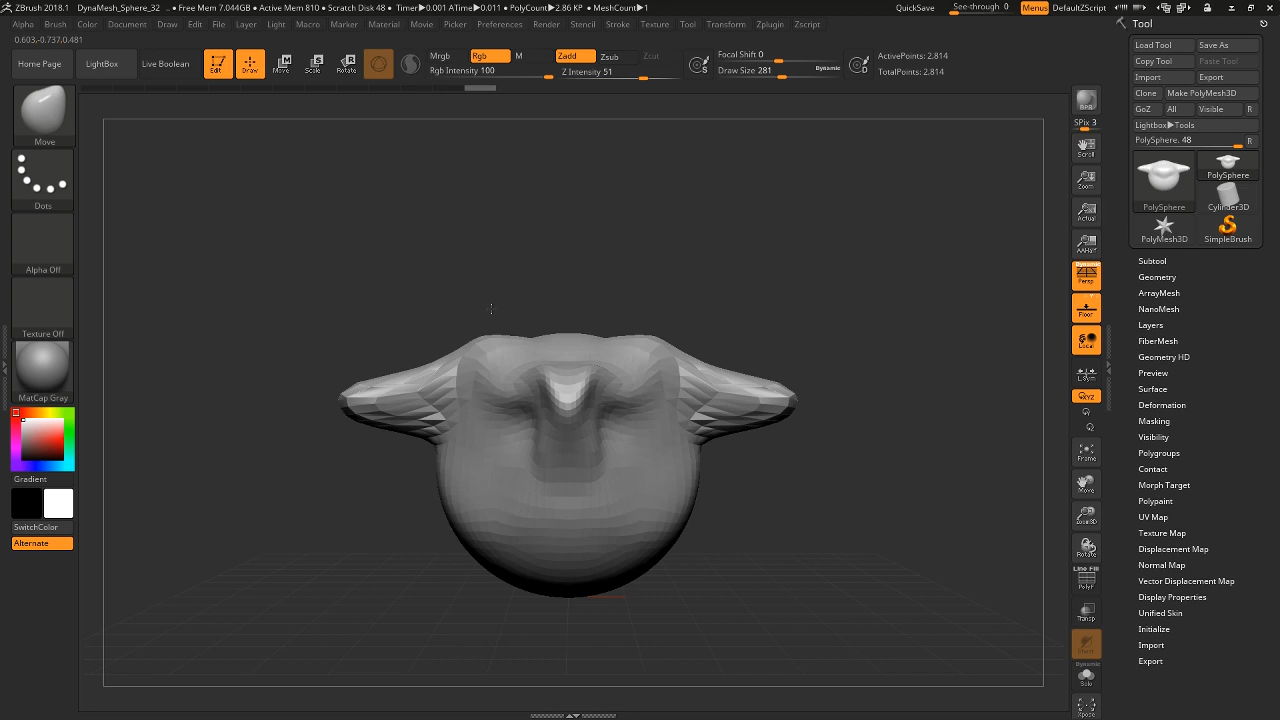 ZBrush 2018.1 DynaMesh_Sphere_32 .. • Free Mem 7.044GB • Active Mem 810 • Scratch Disk 48 • Timer▶0.001 ATime▶0.011 • PolyCount▶2.86 KP • MeshCount▶1 QuickSave See-through 0 Menus DefaultZScript
Alpha Brush Color Document Draw Edit File Layer Light Macro Marker Material Movie Picker Preferences Render Stencil Stroke Texture Tool Transform Zplugin Zscript
0.603,-0.737,0.481
Home Page LightBox Live Boolean Edit Draw Move Scale Rotate
Mrgb Rgb M Zadd Zsub Zcut
Rgb Intensity 100 Z Intensity 51
S Focal Shift 0
Draw Size 281 Dynamic D
ActivePoints: 2,814
TotalPoints: 2,814
Move
Dots
Alpha Off
Texture Off
MatCap Gray
Gradient
SwitchColor
Alternate
BPR
SPix 3
Scroll
Zoom
Actual
AAHalf
Dynamic
Persp
Floor
Local
L.Sym
XYZ
Frame
Move
Zoom3D
Rotate
Line Fill
PolyF
Transp
Dynamic
Solo
Xpose
Tool
Load Tool Save As
Copy Tool Paste Tool
Import Export
Clone Make PolyMesh3D
GoZ All Visible R
Lightbox▶Tools
PolySphere. 48 R
PolySphere
PolySphere
Cylinder3D
PolyMesh3D
SimpleBrush
Subtool
Geometry
ArrayMesh
NanoMesh
Layers
FiberMesh
Geometry HD
Preview
Surface
Deformation
Masking
Visibility
Polygroups
Contact
Morph Target
Polypaint
UV Map
Texture Map
Displacement Map
Normal Map
Vector Displacement Map
Display Properties
Unified Skin
Initialize
Import
Export